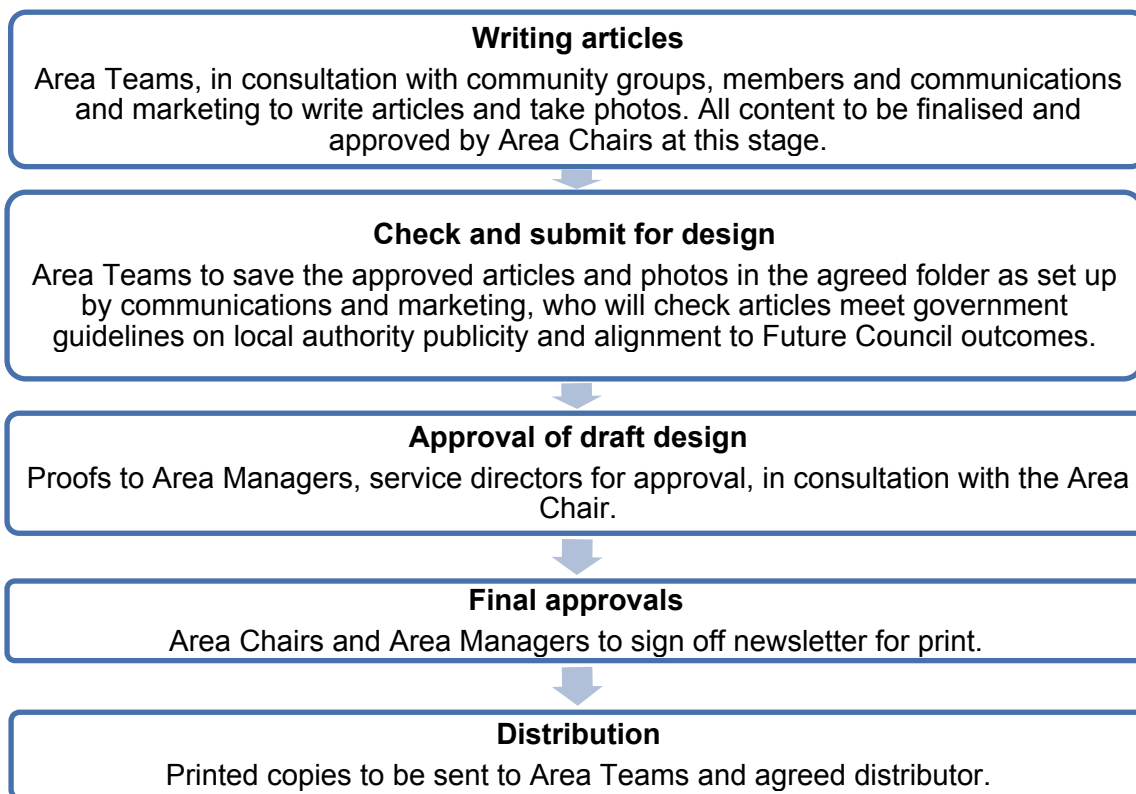 Writing articles
Area Teams, in consultation with community groups, members and communications
and marketing to write articles and take photos. All content to be finalised and
approved by Area Chairs at this stage.
Check and submit for design
Area Teams to save the approved articles and photos in the agreed folder as set up
by communications and marketing, who will check articles meet government
guidelines on local authority publicity and alignment to Future Council outcomes.
Approval of draft design
Proofs to Area Managers, service directors for approval, in consultation with the Area
Chair.
Final approvals
Area Chairs and Area Managers to sign off newsletter for print.
Distribution
Printed copies to be sent to Area Teams and agreed distributor.